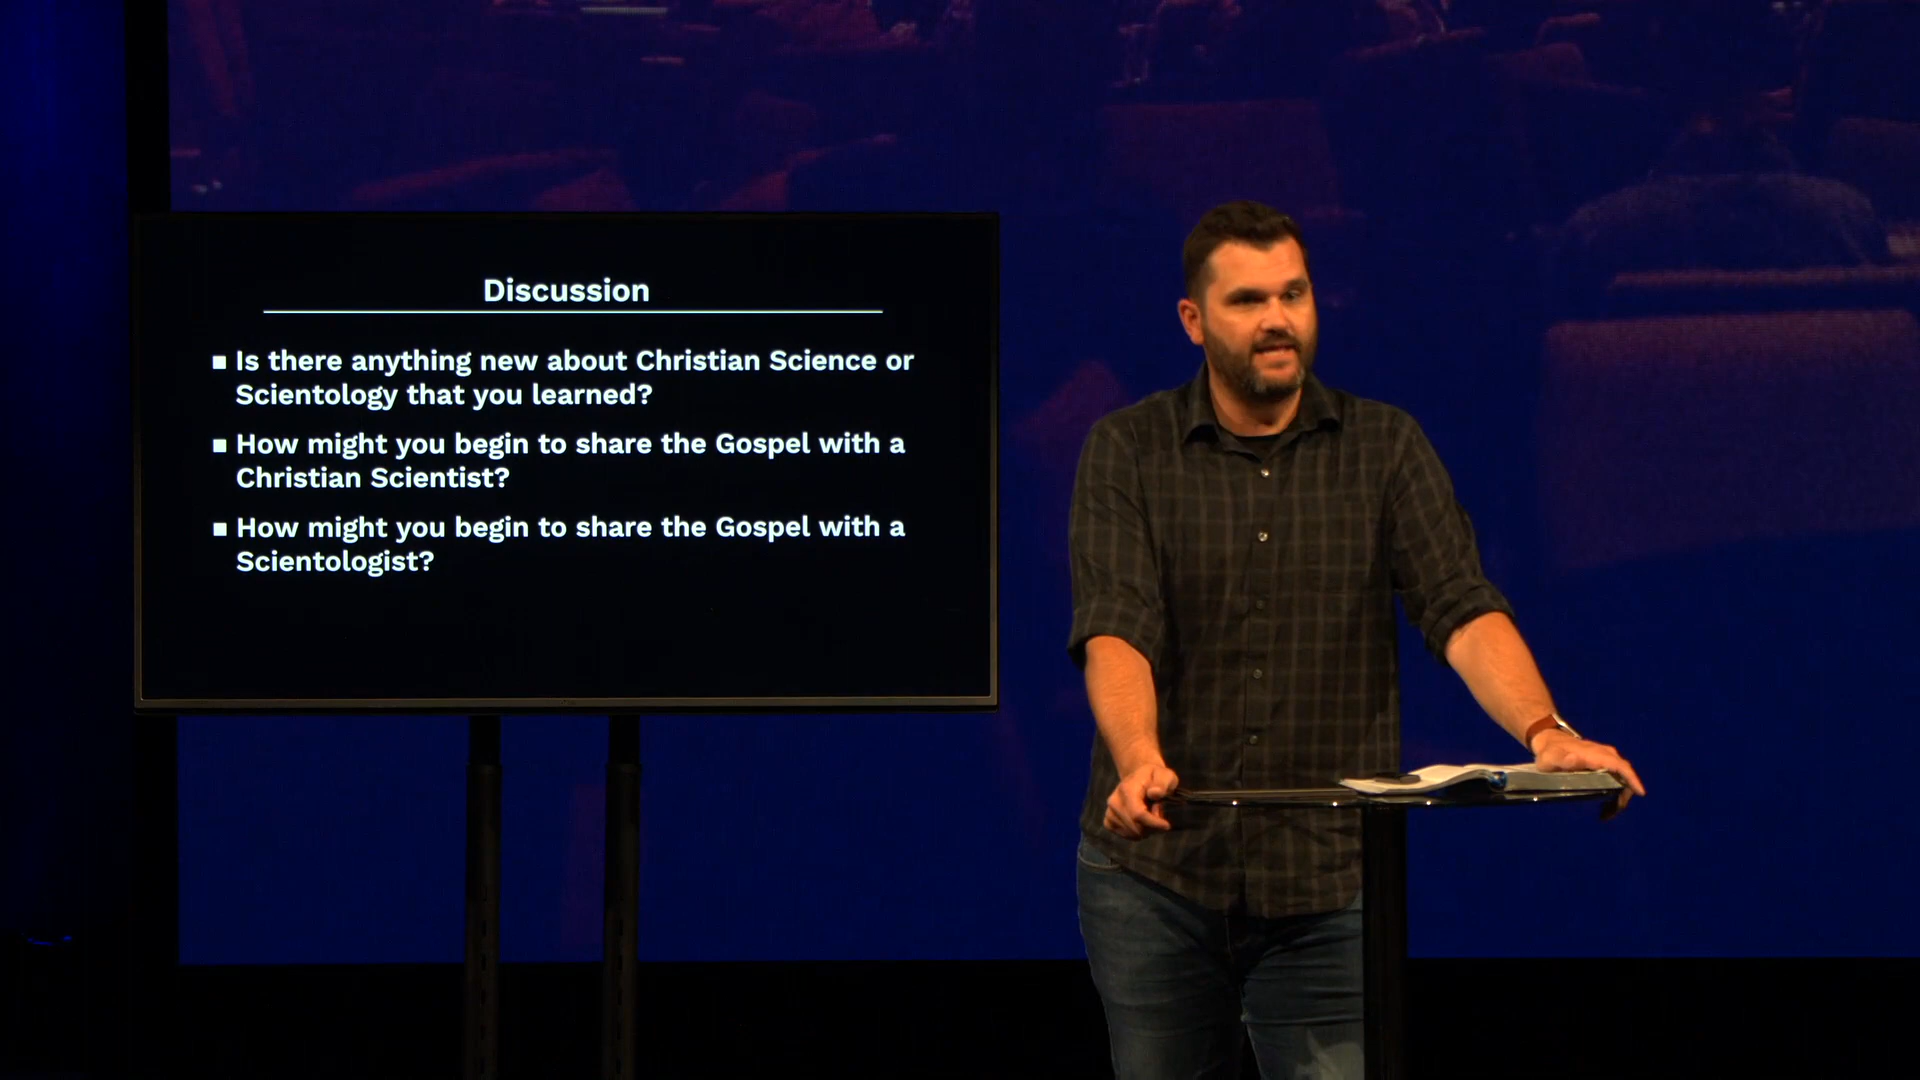 Discussion
▪ Is there anything new about Christian Science or
Scientology that you learned?
▪ How might you begin to share the Gospel with a
Christian Scientist?
▪ How might you begin to share the Gospel with a
Scientologist?